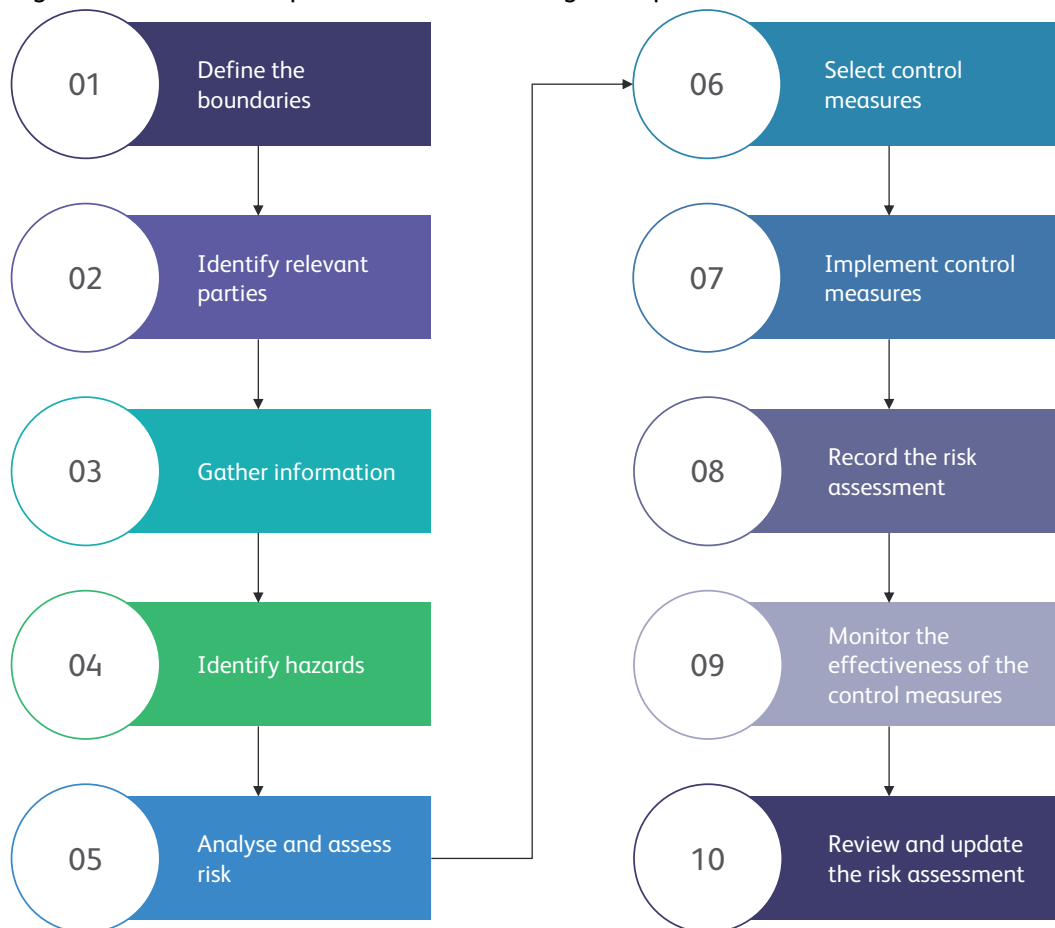 01
Define the
boundaries
02
Identify relevant
parties
03
Gather information
04
Identify hazards
05
Analyse and assess
risk
06
Select control
measures
07
Implement control
measures
08
Record the risk
assessment
09
Monitor the
effectiveness of the
control measures
10
Review and update
the risk assessment